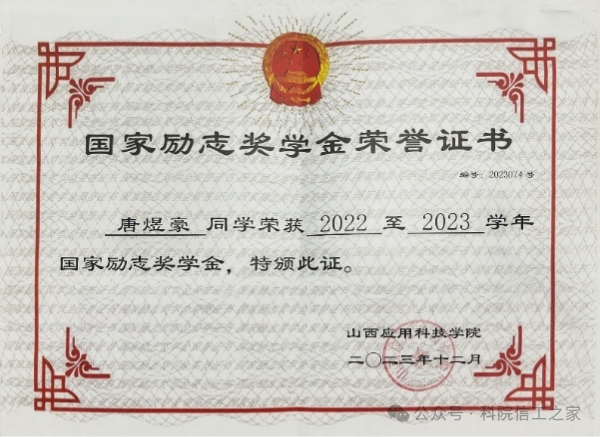 国家励志奖学金荣誉证书
编号：2023074号
唐煜豪 同学荣获 2022 至 2023 学年
国家励志奖学金，特颁此证。
山西应用科技学院
二〇二三年十二月
公众号·科院信工之家